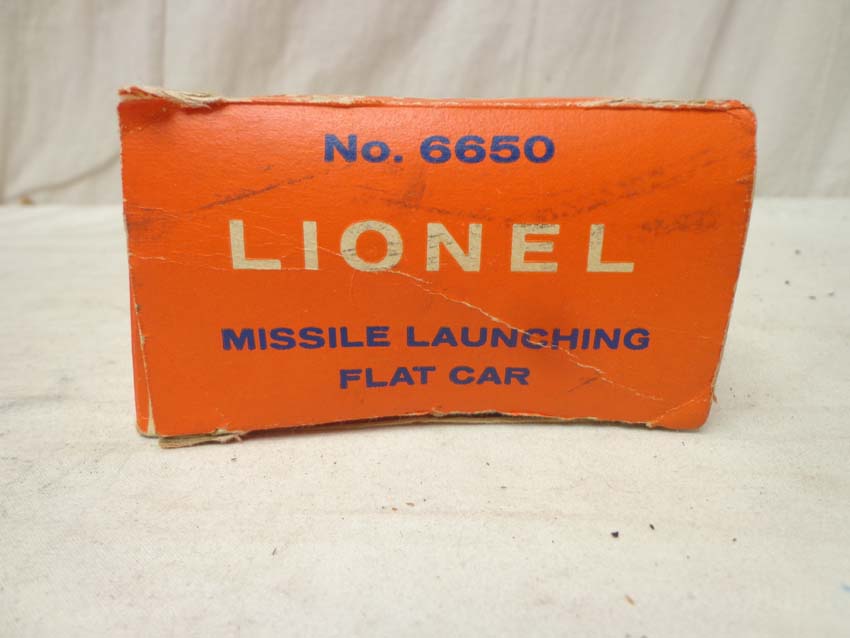 No. 6650
LIONEL
MISSILE LAUNCHING
FLAT CAR